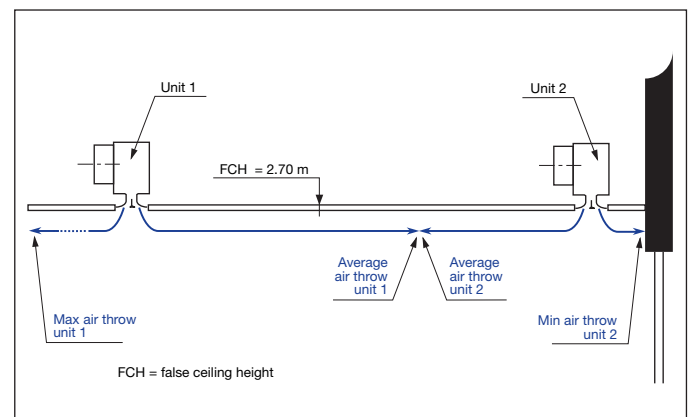 Unit 1
Unit 2
FCH = 2.70 m
Average
air throw
unit 1
Average
air throw
unit 2
Max air throw
unit 1
Min air throw
unit 2
FCH = false ceiling height